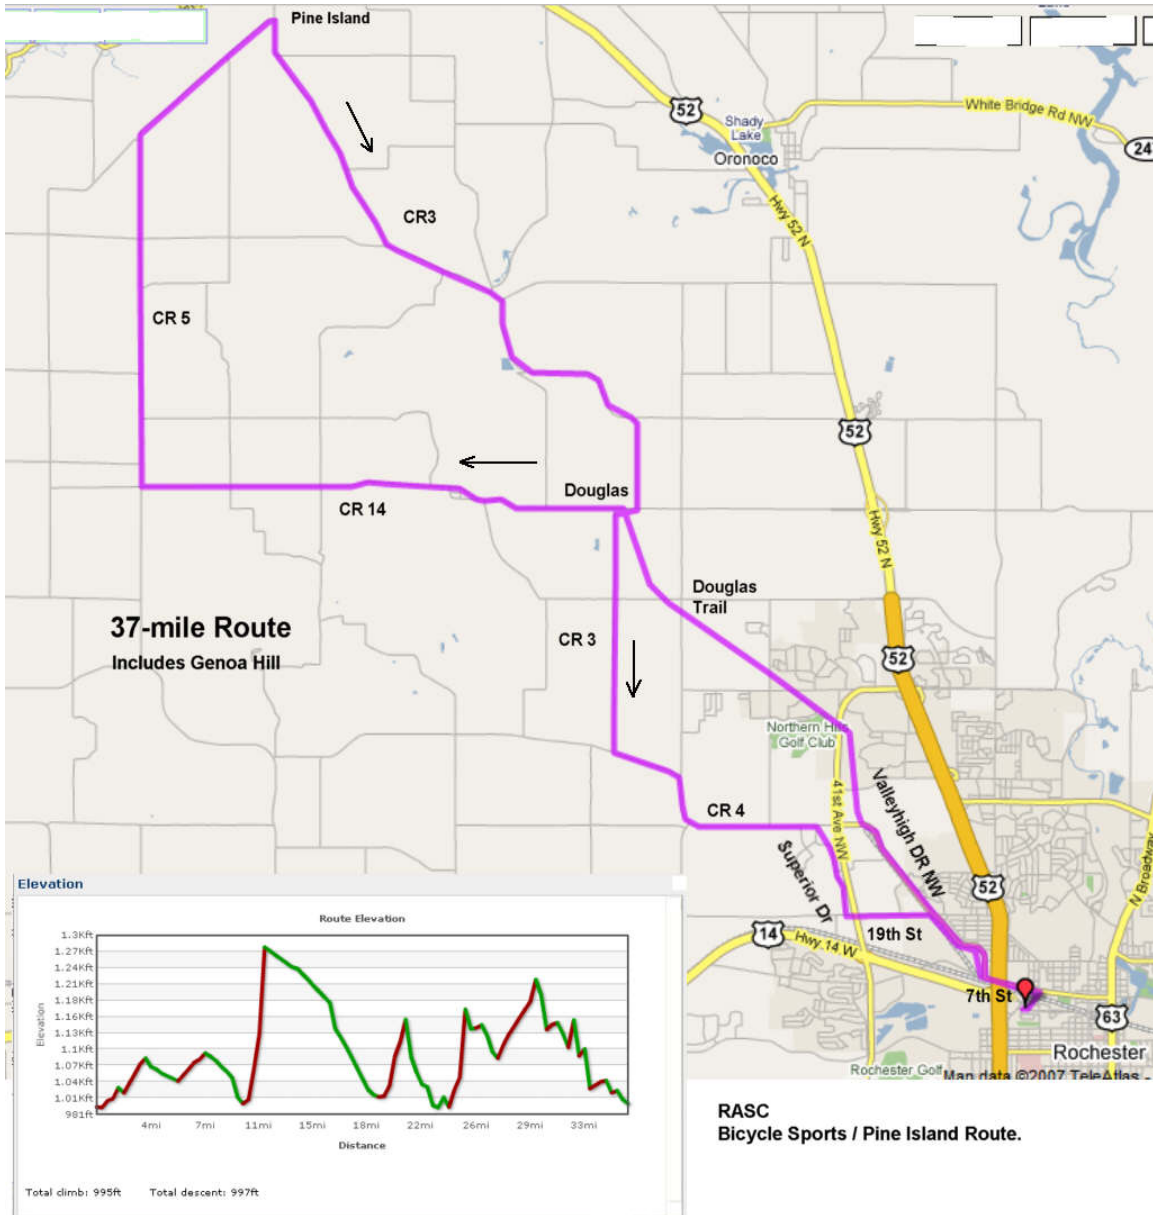 Pine Island
52
White Bridge Rd NW
Shady
Lake
Oronoco
247
CR3
Hwy 52 N
CR 5
52
Douglas
CR 14
Hwy 52 N
Douglas
Trail
37-mile Route
Includes Genoa Hill
CR 3
52
Northern Hills
Golf Club
41st Ave NW
Valleyhigh DR NW
CR 4
Superior Dr
52
N Broadway
14
Hwy 14 W
19th St
7th St
63
Rochester
Rochester Golf
Map data ©2007 TeleAtlas -
Elevation
Route Elevation
1.3Kft
1.27Kft
1.24Kft
1.21Kft
1.18Kft
1.16Kft
1.13Kft
1.1Kft
1.07Kft
1.04Kft
1.01Kft
981ft
Elevation
4mi 7mi 11mi 15mi 18mi 22mi 26mi 29mi 33mi
Distance
Total climb: 995ft Total descent: 997ft
RASC
Bicycle Sports / Pine Island Route.